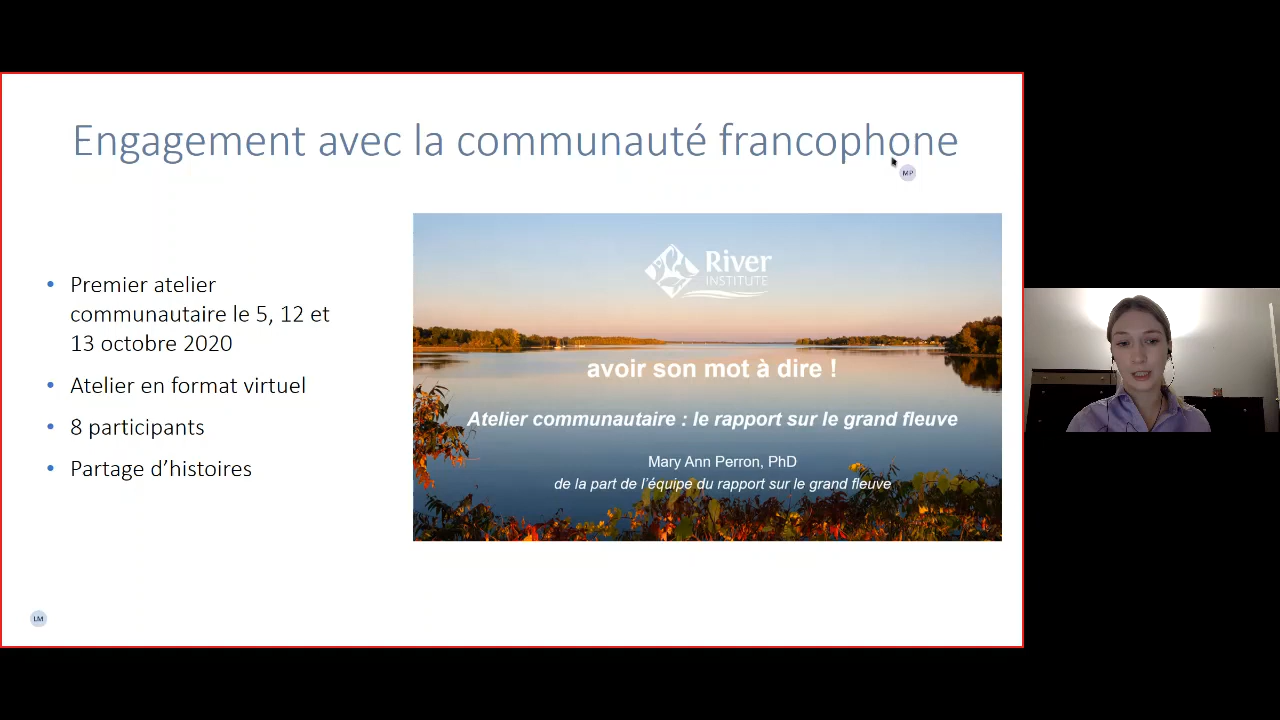 Engagement avec la communauté francophone
MP
Premier atelier
communautaire le 5, 12 et
13 octobre 2020
Atelier en format virtuel
8 participants
Partage d’histoires
River
INSTITUTE
avoir son mot à dire !
Atelier communautaire : le rapport sur le grand fleuve
Mary Ann Perron, PhD
de la part de l’équipe du rapport sur le grand fleuve
LM